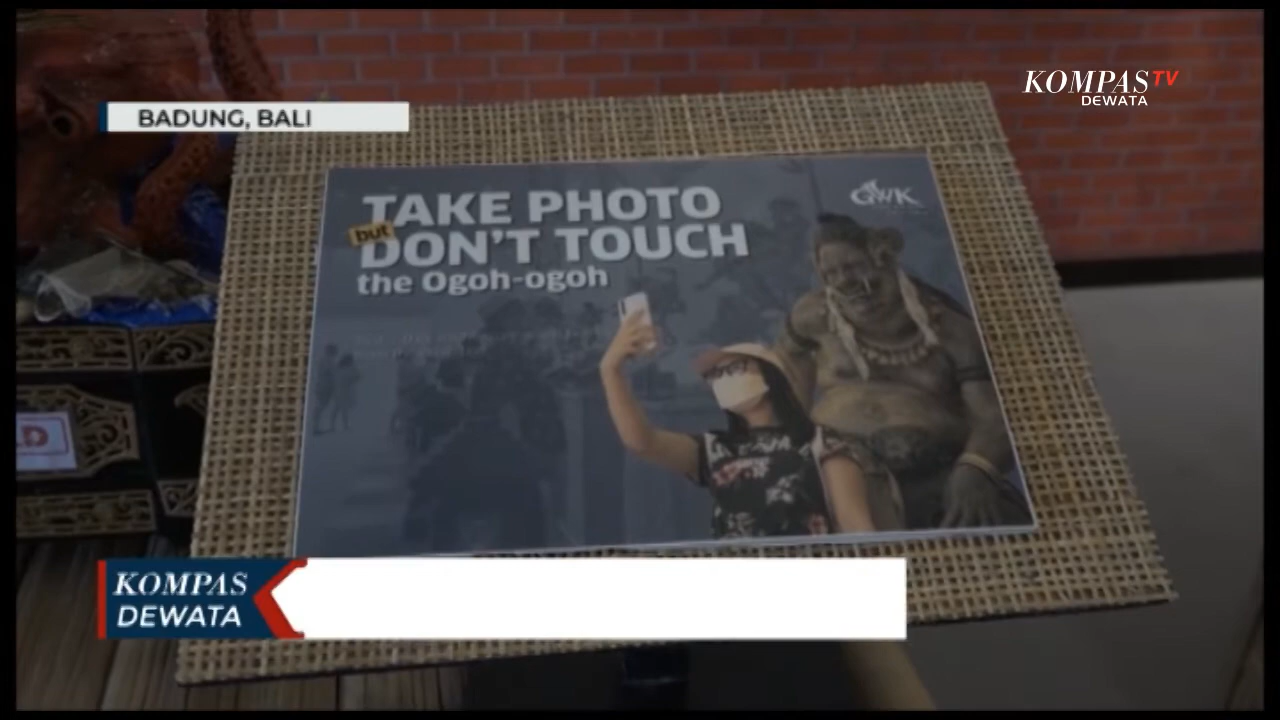 KOMPAS TV
DEWATA
BADUNG, BALI
GWK
TAKE PHOTO
but
DON'T TOUCH
the Ogoh-ogoh
D
KOMPAS
DEWATA